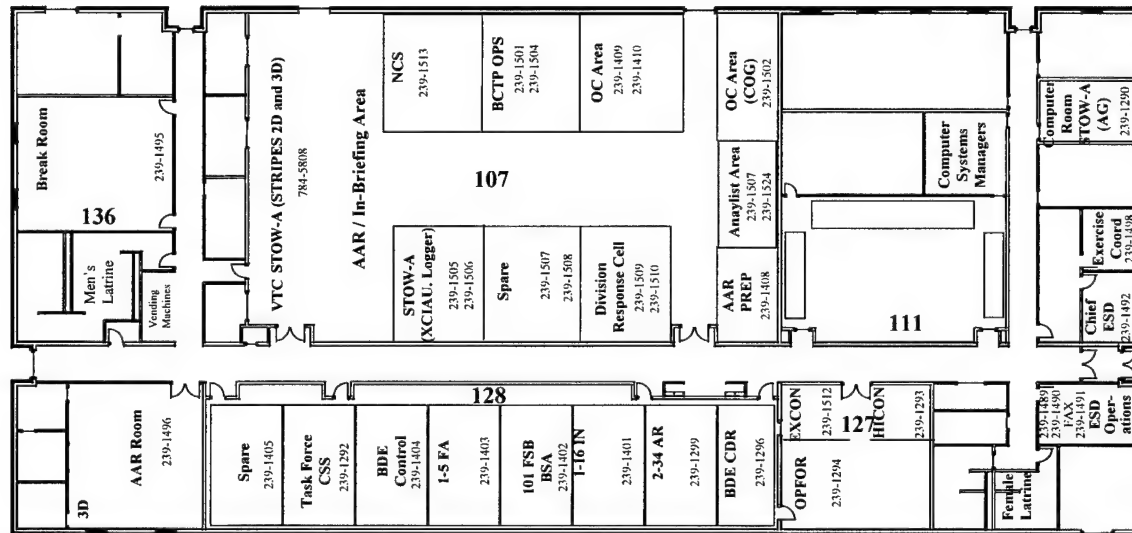 Break Room
239-1495
136
Men's
Latrine
Vending
Machines
VTC STOW-A (STRIPES 2D and 3D)
784-5808
AAR / In-Briefing Area
NCS
239-1513
BCTP OPS
239-1501
239-1504
OC Area
239-1409
239-1410
107
STOW-A
(XCIAU. Logger)
239-1505
239-1506
Spare
239-1507
239-1508
Division
Response Cell
239-1509
239-1510
OC Area
(COG)
239-1502
Anaylist Area
239-1507
239-1524
AAR
PREP
239-1408
Computer
Systems
Managers
111
Computer
Room
STOW-A
(AG)
239-1290
Exercise
Coord
239-1498
Chief
ESD
239-1492
3D
AAR Room
239-1496
128
Spare
239-1405
Task Force
CSS
239-1292
BDE
Control
239-1404
1-5 FA
239-1403
101 FSB
BSA
239-1402
1-16 IN
239-1401
2-34 AR
239-1299
BDE CDR
239-1296
EXCON
239-1512
127
HICON
239-1293
OPFOR
239-1294
Female
Latrine
239-1489
239-1490
FAX
239-1491
ESD
Oper-
ations